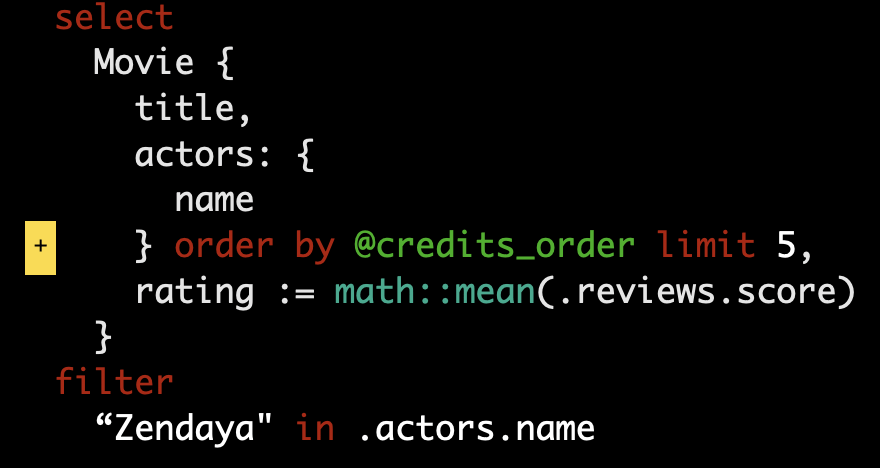 select
Movie {
title,
actors: {
name
+ } order by @credits_order limit 5,
rating := math::mean(.reviews.score)
}
filter
“Zendaya" in .actors.name